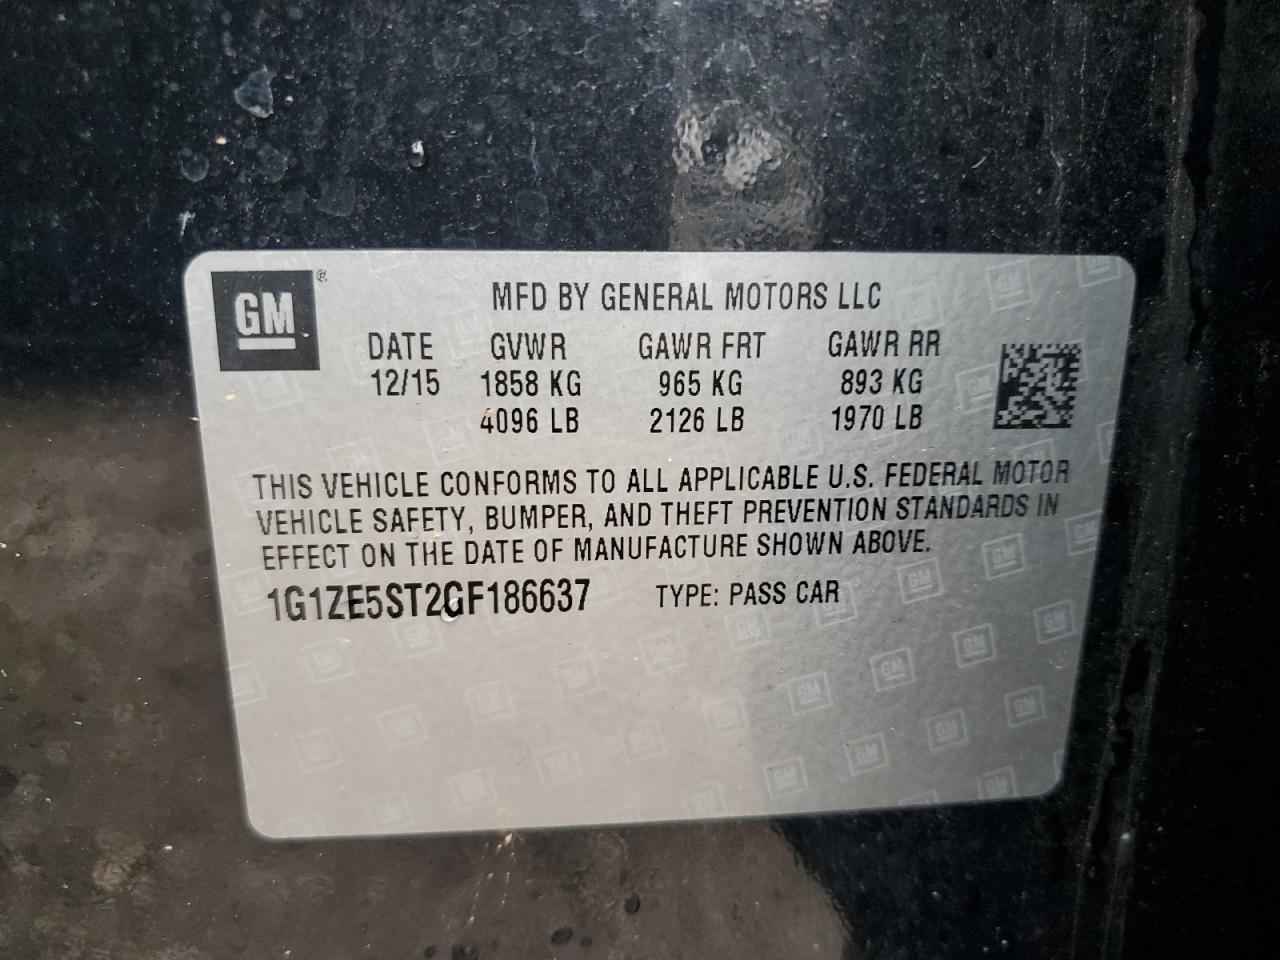 GM®
MFD BY GENERAL MOTORS LLC
DATE GVWR GAWR FRT GAWR RR
12/15 1858 KG 965 KG 893 KG
4096 LB 2126 LB 1970 LB
THIS VEHICLE CONFORMS TO ALL APPLICABLE U.S. FEDERAL MOTOR
VEHICLE SAFETY, BUMPER, AND THEFT PREVENTION STANDARDS IN
EFFECT ON THE DATE OF MANUFACTURE SHOWN ABOVE.
1G1ZE5ST2GF186637 TYPE: PASS CAR